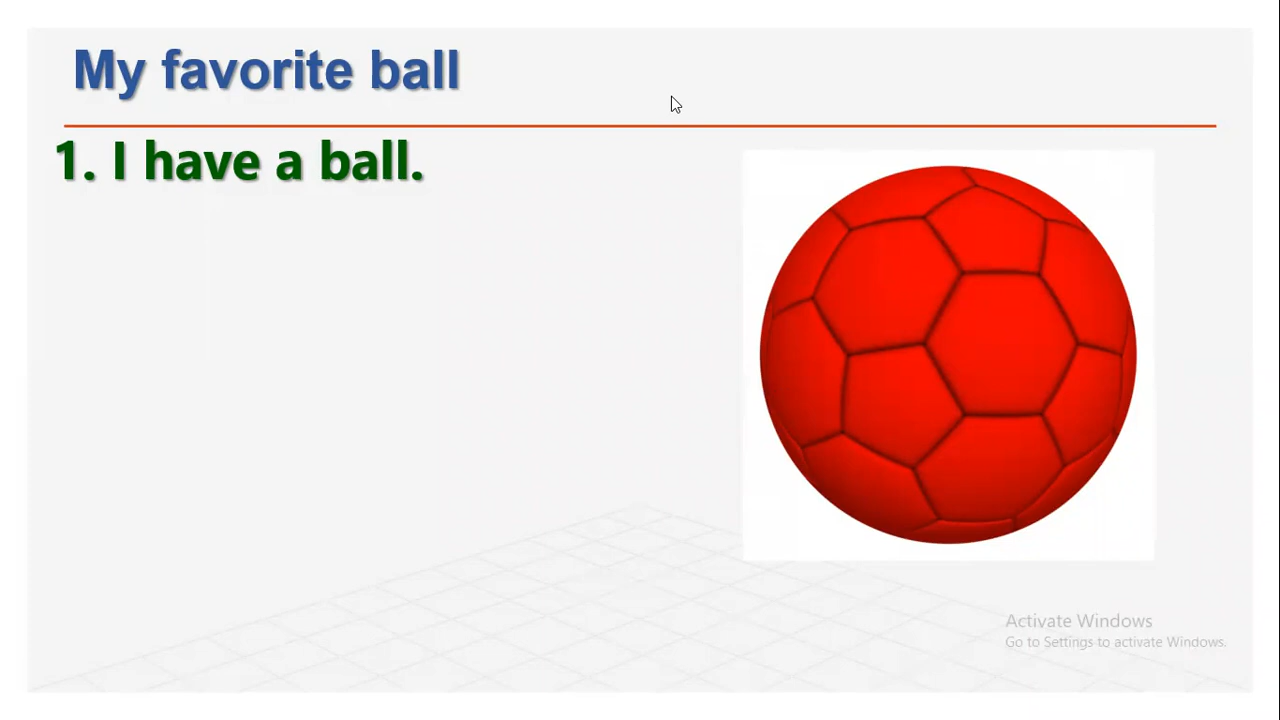 My favorite ball
1. I have a ball.
Activate Windows
Go to Settings to activate Windows.